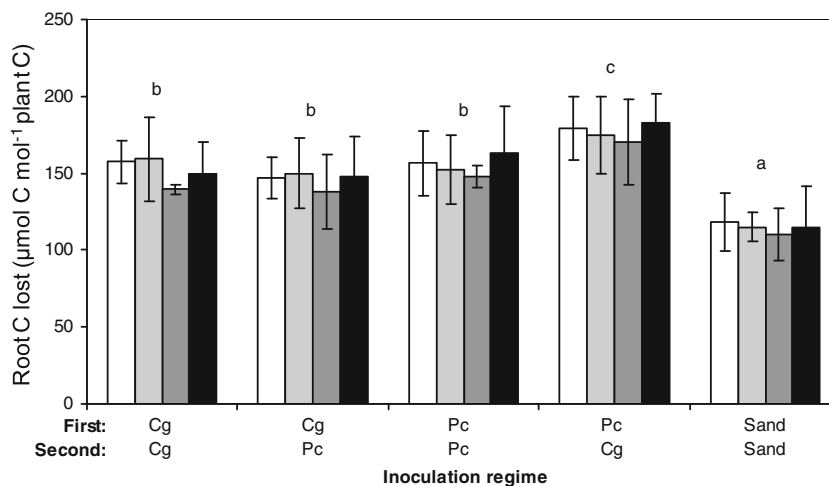 250
200
150
100
50
0
Root C lost (μmol C mol⁻¹ plant C)
b
b
b
c
a
First: Cg Cg Pc Pc Sand
Second: Cg Pc Pc Cg Sand
Inoculation regime